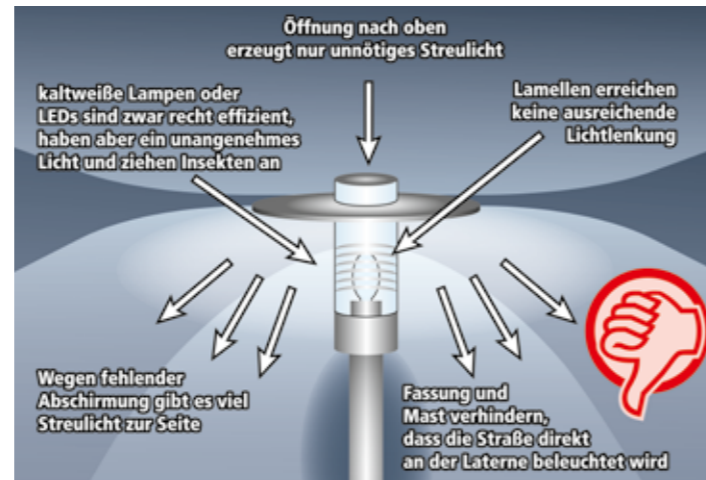 Öffnung nach oben
erzeugt nur unnötiges Streulicht
kaltweiße Lampen oder
LEDs sind zwar recht effizient,
haben aber ein unangenehmes
Licht und ziehen Insekten an
Lamellen erreichen
keine ausreichende
Lichtlenkung
Wegen fehlender
Abschirmung gibt es viel
Streulicht zur Seite
Fassung und
Mast verhindern,
dass die Straße direkt
an der Laterne beleuchtet wird